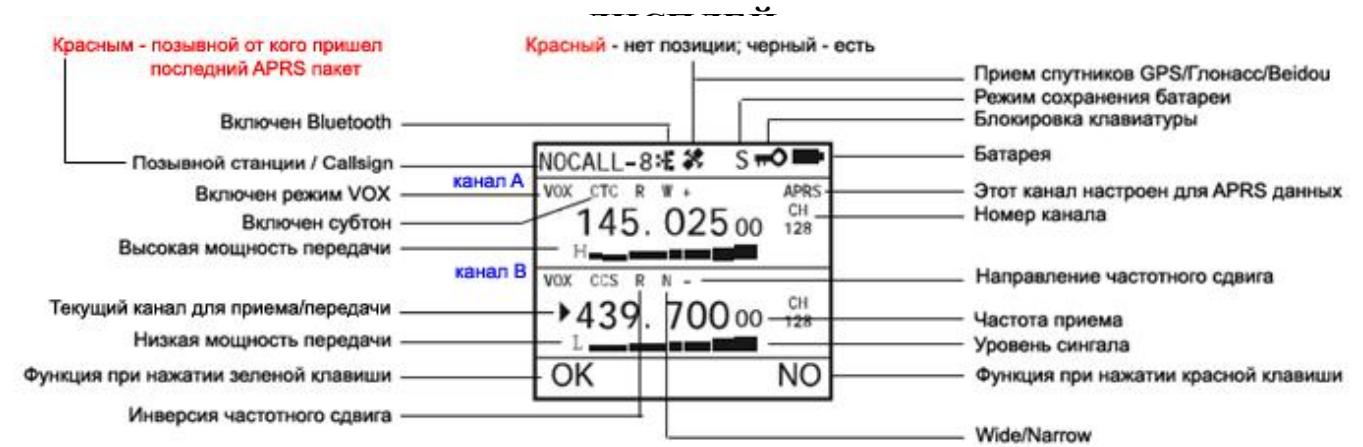 Красным - позывной от кого пришел
последний APRS пакет
Красный - нет позиции; черный - есть
Включен Bluetooth
Позывной станции / Callsign
Включен режим VOX
Включен субтон
Высокая мощность передачи
Текущий канал для приема/передачи
Низкая мощность передачи
Функция при нажатии зеленой клавиши
Инверсия частотного сдвига
канал A
канал B
NOCALL-8 S
VOX CTC R W + APRS
145. 025 00
CH
128
H
VOX CCS R N -
439. 700 00
CH
128
L
OK NO
Прием спутников GPS/Глонасс/Beidou
Режим сохранения батареи
Блокировка клавиатуры
Батарея
Этот канал настроен для APRS данных
Номер канала
Направление частотного сдвига
Частота приема
Уровень сингала
Функция при нажатии красной клавиши
Wide/Narrow